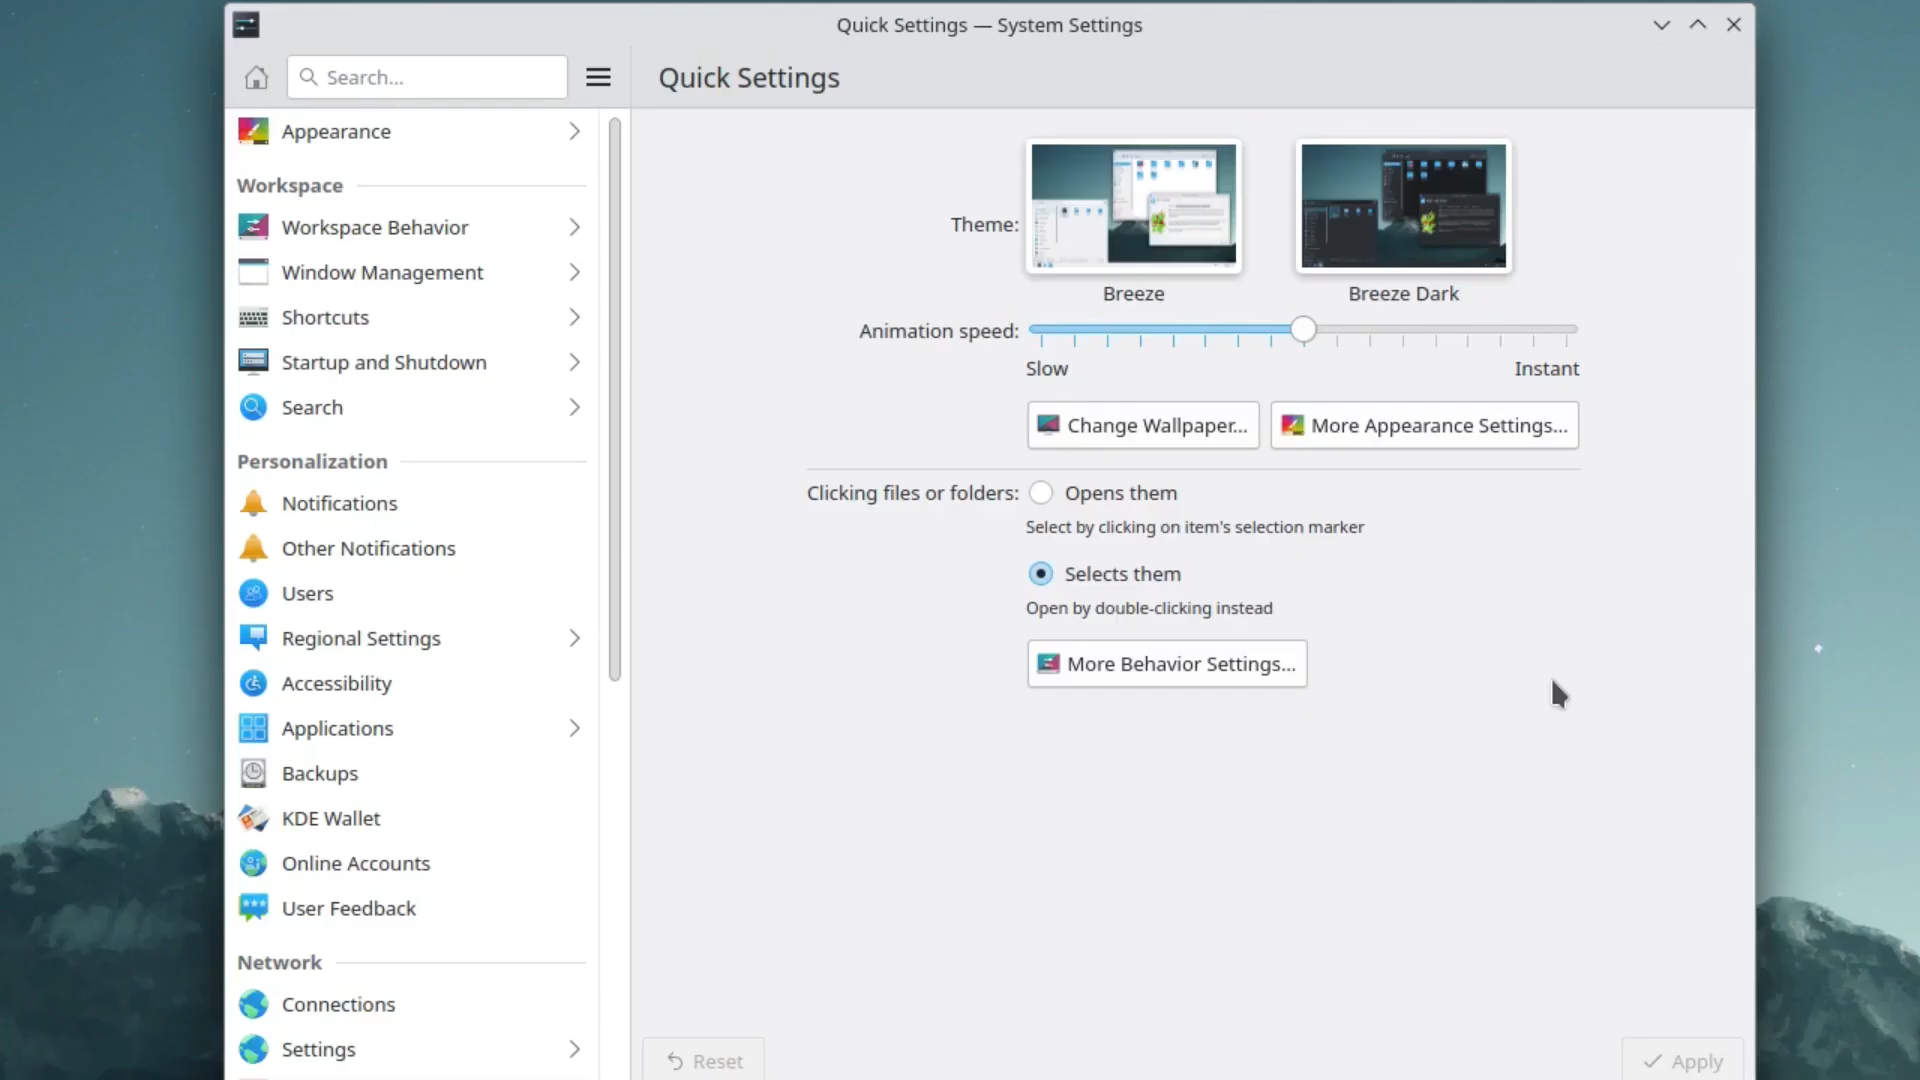 Quick Settings — System Settings
Search...
Quick Settings
Appearance
Workspace
Workspace Behavior
Window Management
Shortcuts
Startup and Shutdown
Search
Personalization
Notifications
Other Notifications
Users
Regional Settings
Accessibility
Applications
Backups
KDE Wallet
Online Accounts
User Feedback
Network
Connections
Settings
Theme:
Breeze
Breeze Dark
Animation speed:
Slow
Instant
Change Wallpaper...
More Appearance Settings...
Clicking files or folders:
Opens them
Select by clicking on item's selection marker
Selects them
Open by double-clicking instead
More Behavior Settings...
Reset
Apply